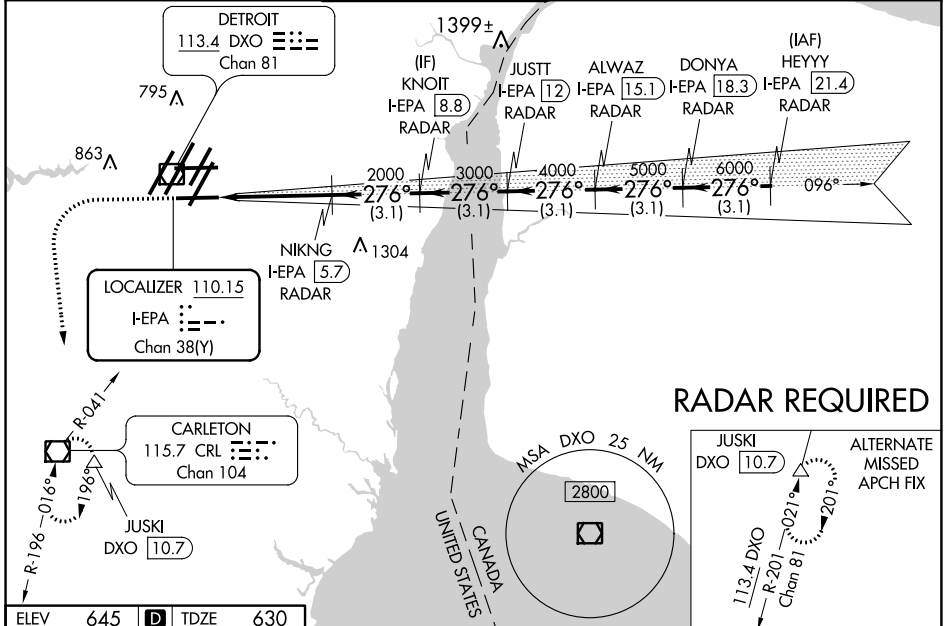 DETROIT
113.4 DXO
Chan 81
1399±
795
863
(IF)
KNOIT
I-EPA 8.8
RADAR
JUSTT
I-EPA 12
RADAR
ALWAZ
I-EPA 15.1
RADAR
DONYA
I-EPA 18.3
RADAR
(IAF)
HEYYY
I-EPA 21.4
RADAR
2000
276°
(3.1)
3000
276°
(3.1)
4000
276°
(3.1)
5000
276°
(3.1)
6000
276°
(3.1)
096°
NIKNG
I-EPA 5.7
RADAR
1304
LOCALIZER 110.15
I-EPA
Chan 38(Y)
R-041
CARLETON
115.7 CRL
Chan 104
016°
196°
R-196
JUSKI
DXO 10.7
CANADA
UNITED STATES
MSA DXO 25 NM
2800
RADAR REQUIRED
JUSKI
DXO 10.7
ALTERNATE
MISSED
APCH FIX
021°
201°
113.4 DXO
R-201
Chan 81
ELEV 645 D TDZE 630